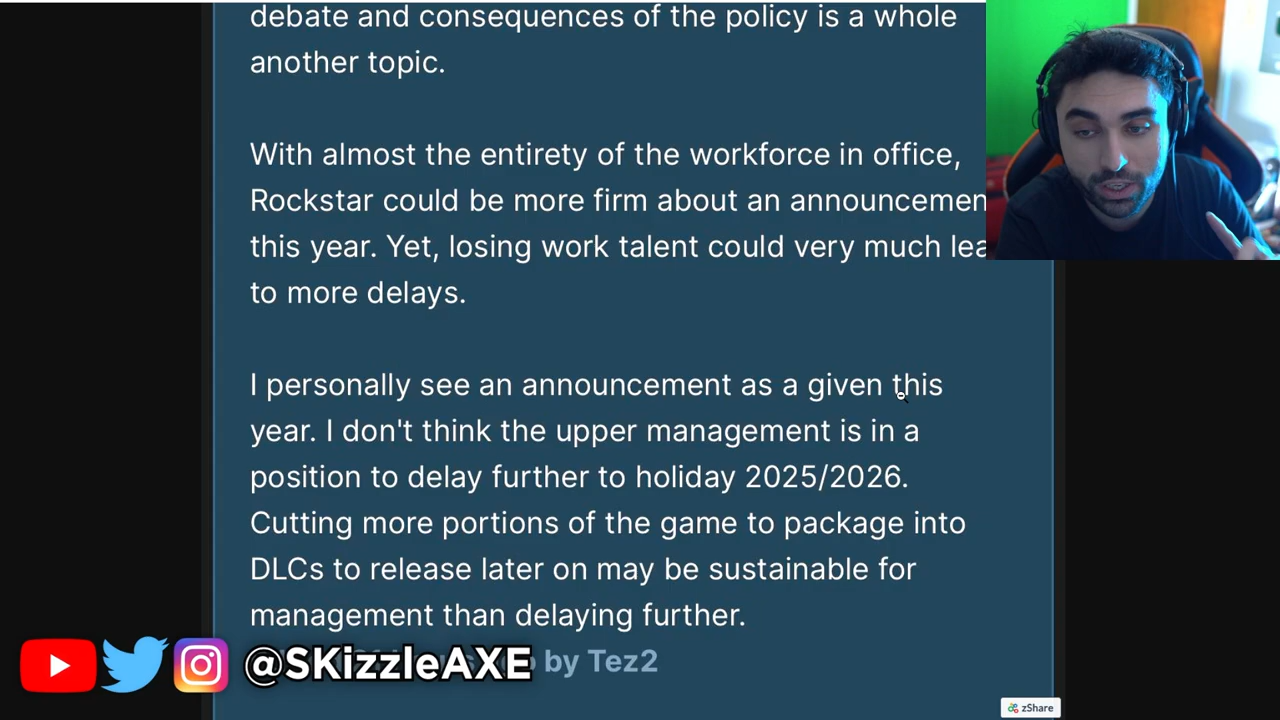 debate and consequences of the policy is a whole
another topic.
With almost the entirety of the workforce in office,
Rockstar could be more firm about an announcemen
this year. Yet, losing work talent could very much lea
to more delays.
I personally see an announcement as a given this
year. I don't think the upper management is in a
position to delay further to holiday 2025/2026.
Cutting more portions of the game to package into
DLCs to release later on may be sustainable for
management than delaying further.
@SKizzleAXE by Tez2
zShare